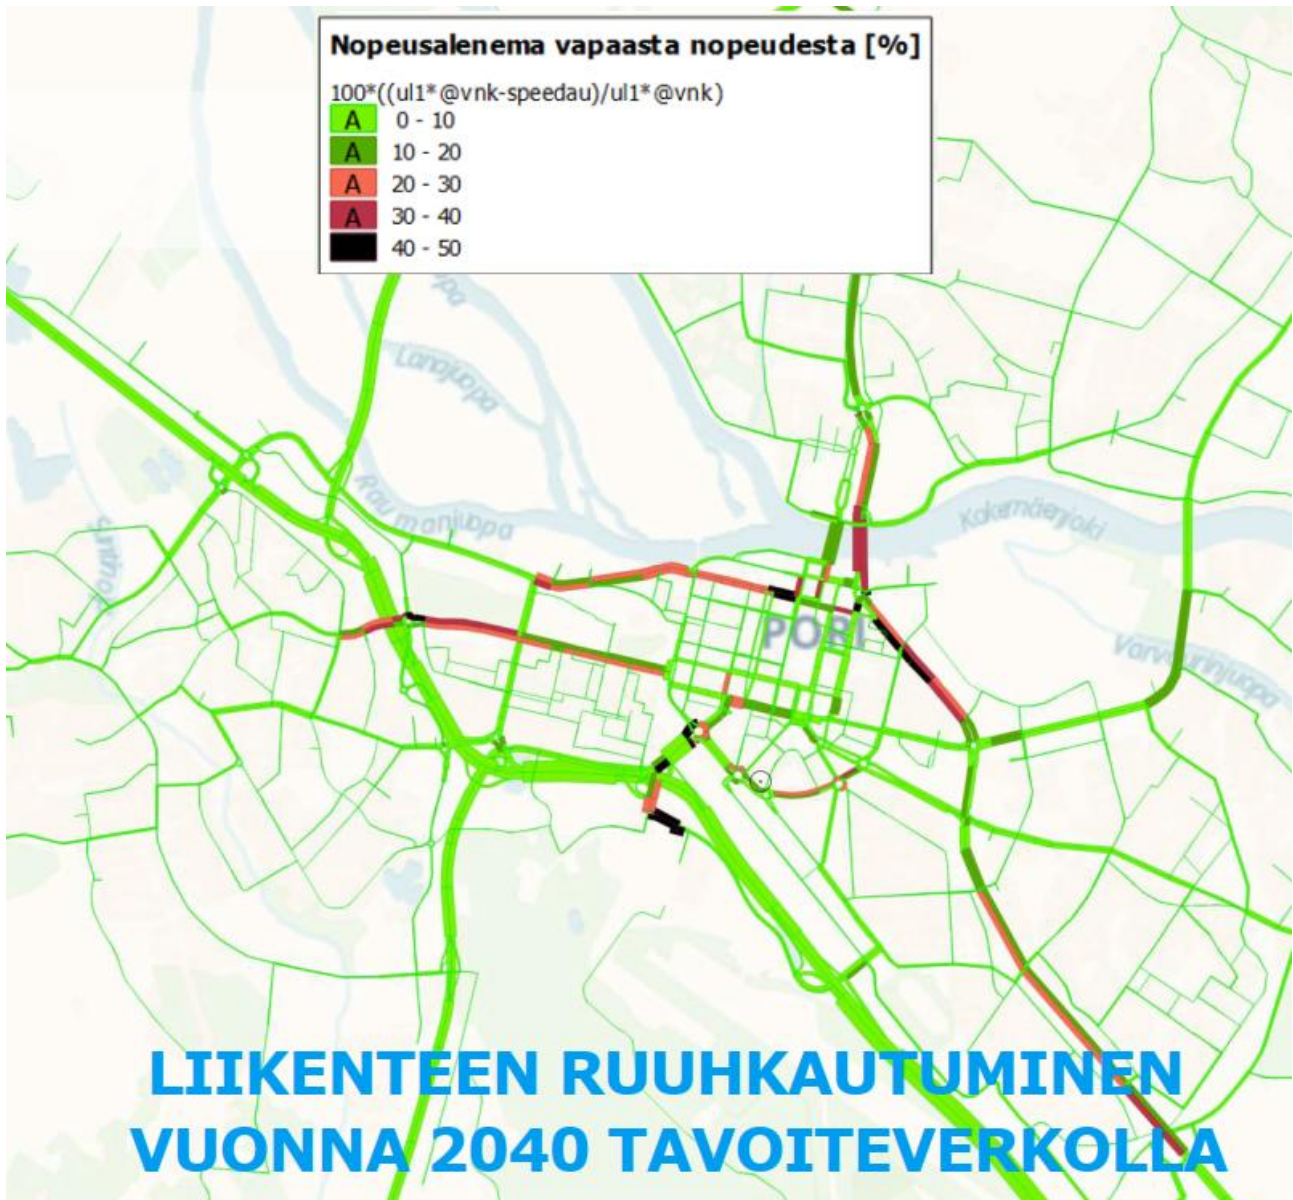 Nopeusalenema vapaasta nopeudesta [%]
100*((ul1*@vnk-speedau)/ul1*@vnk)
A 0 - 10
A 10 - 20
A 20 - 30
A 30 - 40
40 - 50
Lanajuopa
Raumanjuopa
Kokemäenjoki
PORI
Varvourinjuopa
LIIKENTEEN RUUHKAUTUMINEN
VUONNA 2040 TAVOITEVERKOLLA